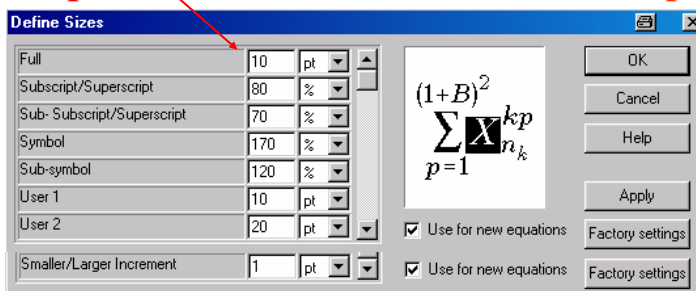 Define Sizes
Full 10 pt
Subscript/Superscript 80 %
Sub- Subscript/Superscript 70 %
Symbol 170 %
Sub-symbol 120 %
User 1 10 pt
User 2 20 pt
Smaller/Larger Increment 1 pt
(1+B)²
∑ X kp nk
p=1
Use for new equations
Use for new equations
OK
Cancel
Help
Apply
Factory settings
Factory settings